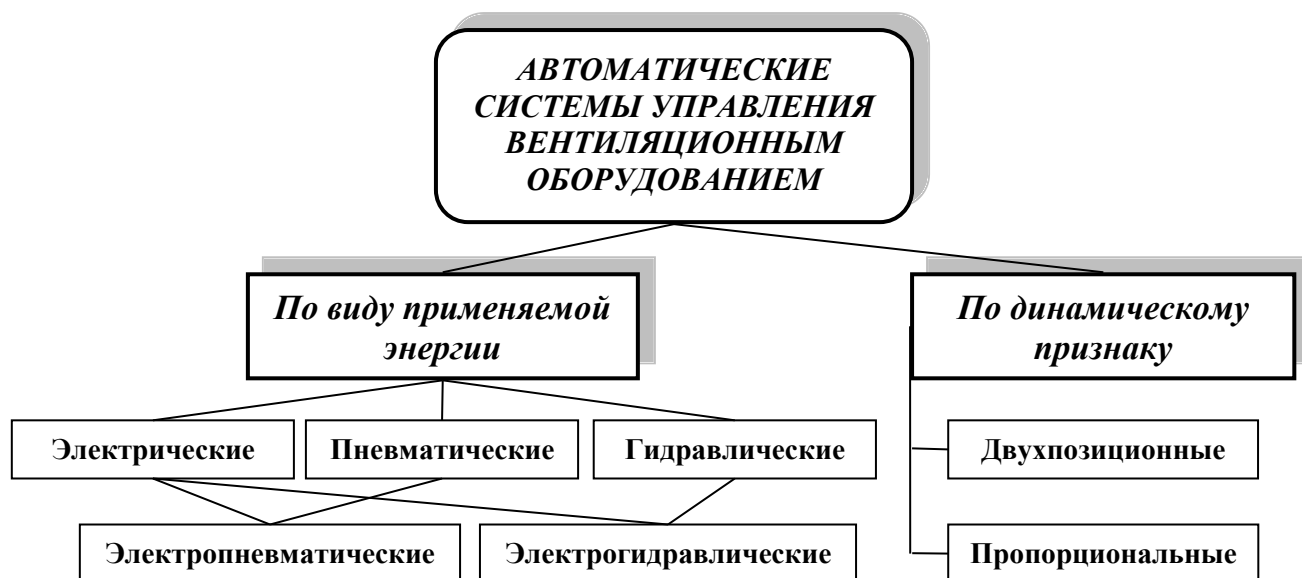 АВТОМАТИЧЕСКИЕ
СИСТЕМЫ УПРАВЛЕНИЯ
ВЕНТИЛЯЦИОННЫМ
ОБОРУДОВАНИЕМ
По виду применяемой
энергии
По динамическому
признаку
Электрические
Пневматические
Гидравлические
Двухпозиционные
Электропневматические
Электрогидравлические
Пропорциональные